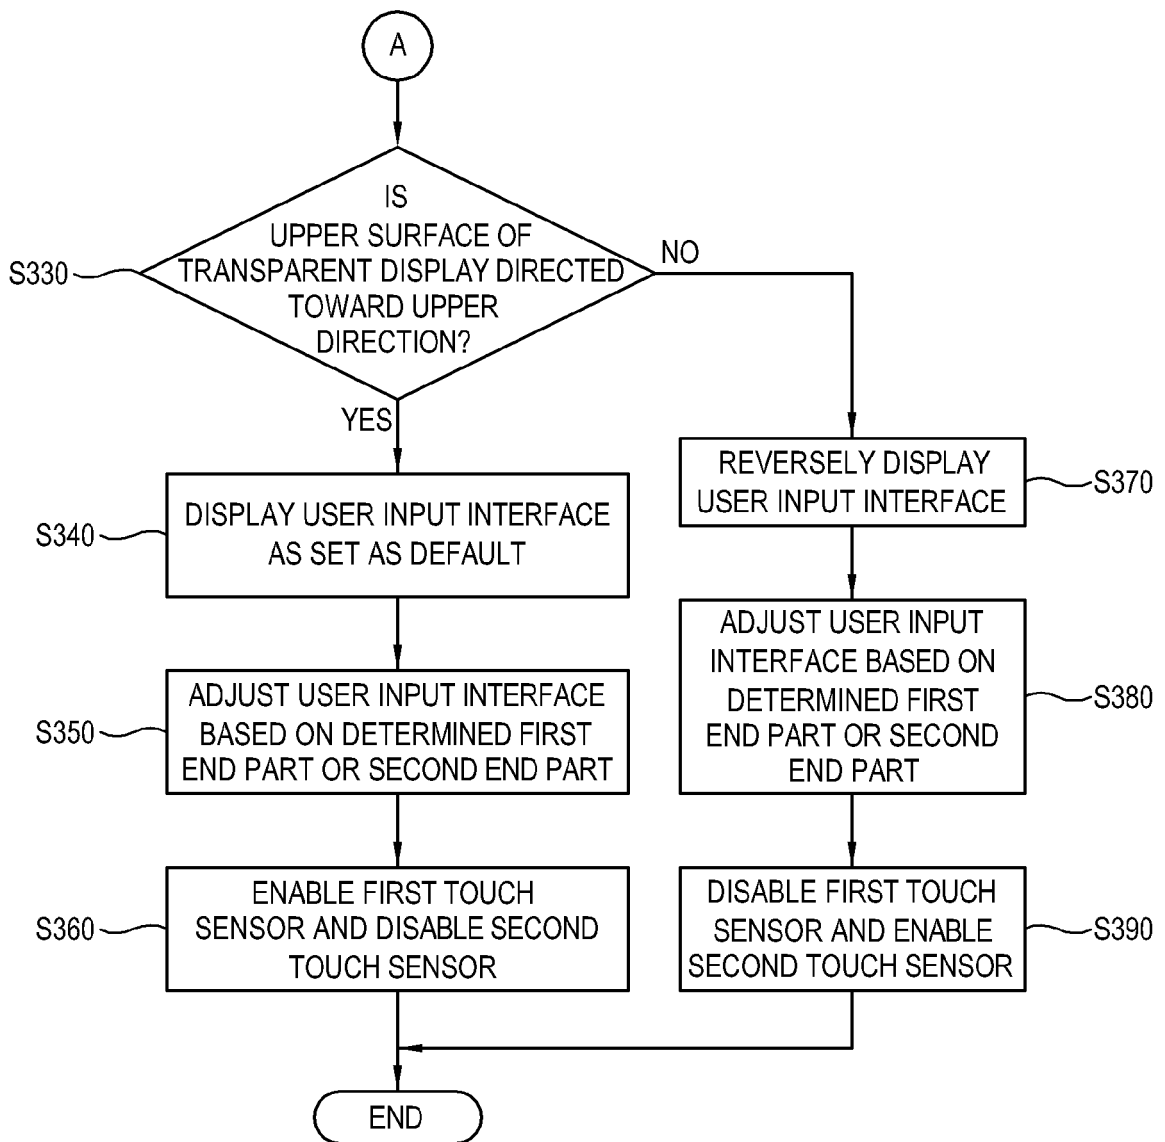 A
IS
UPPER SURFACE OF
TRANSPARENT DISPLAY DIRECTED
TOWARD UPPER
DIRECTION?
S330
NO
YES
DISPLAY USER INPUT INTERFACE
AS SET AS DEFAULT
S340
REVERSELY DISPLAY
USER INPUT INTERFACE
S370
ADJUST USER INPUT INTERFACE
BASED ON DETERMINED FIRST
END PART OR SECOND END PART
S350
ADJUST USER INPUT
INTERFACE BASED ON
DETERMINED FIRST
END PART OR SECOND
END PART
S380
ENABLE FIRST TOUCH
SENSOR AND DISABLE SECOND
TOUCH SENSOR
S360
DISABLE FIRST TOUCH
SENSOR AND ENABLE
SECOND TOUCH SENSOR
S390
END